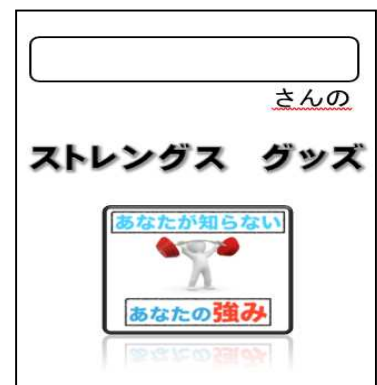 さんの
ストレングス　グッズ
あなたが知らない
あなたの強み